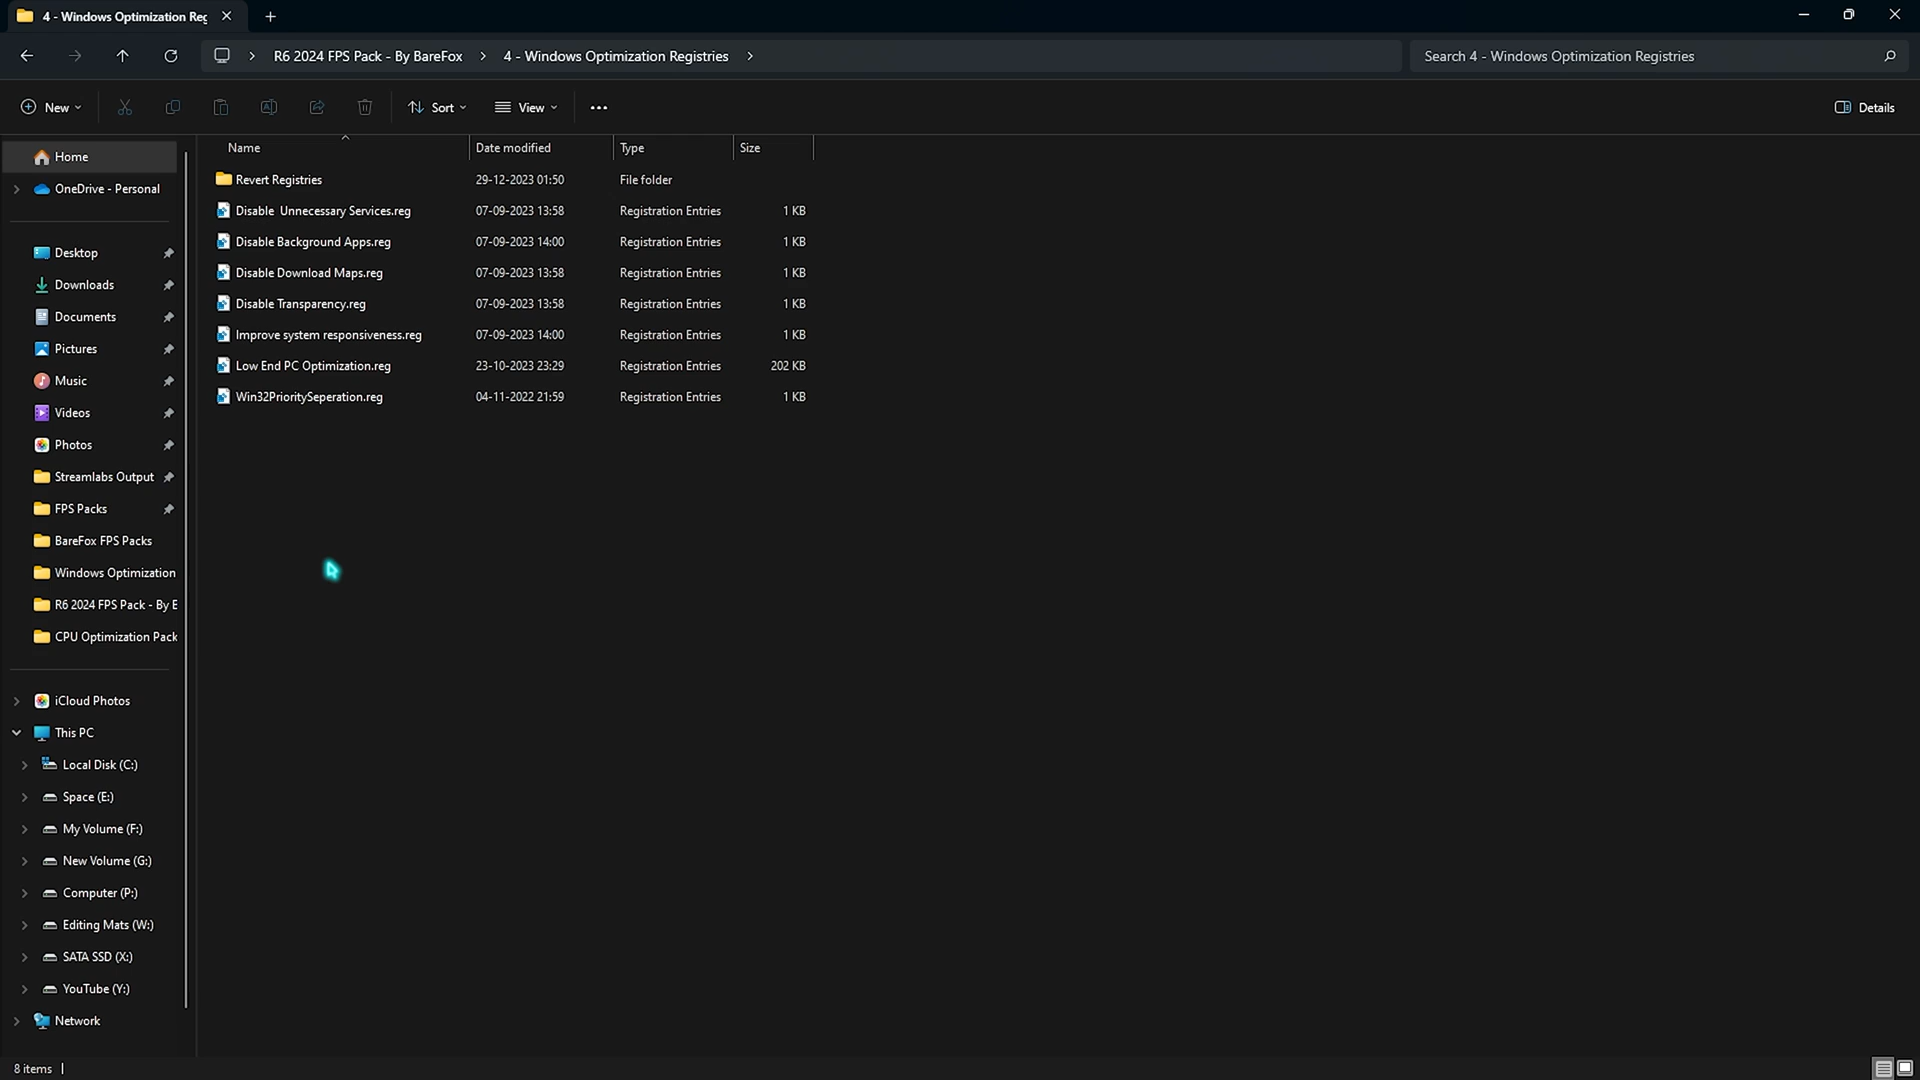 4 - Windows Optimization Reg
R6 2024 FPS Pack - By BareFox
4 - Windows Optimization Registries
Search 4 - Windows Optimization Registries
New
Sort
View
Details
Name Date modified Type Size
Revert Registries 29-12-2023 01:50 File folder
Disable  Unnecessary Services.reg 07-09-2023 13:58 Registration Entries 1 KB
Disable Background Apps.reg 07-09-2023 14:00 Registration Entries 1 KB
Disable Download Maps.reg 07-09-2023 13:58 Registration Entries 1 KB
Disable Transparency.reg 07-09-2023 13:58 Registration Entries 1 KB
Improve system responsiveness.reg 07-09-2023 14:00 Registration Entries 1 KB
Low End PC Optimization.reg 23-10-2023 23:29 Registration Entries 202 KB
Win32PrioritySeperation.reg 04-11-2022 21:59 Registration Entries 1 KB
Home
OneDrive - Personal
Desktop
Downloads
Documents
Pictures
Music
Videos
Photos
Streamlabs Output
FPS Packs
BareFox FPS Packs
Windows Optimization
R6 2024 FPS Pack - By B
CPU Optimization Pack
iCloud Photos
This PC
Local Disk (C:)
Space (E:)
My Volume (F:)
New Volume (G:)
Computer (P:)
Editing Mats (W:)
SATA SSD (X:)
YouTube (Y:)
Network
8 items